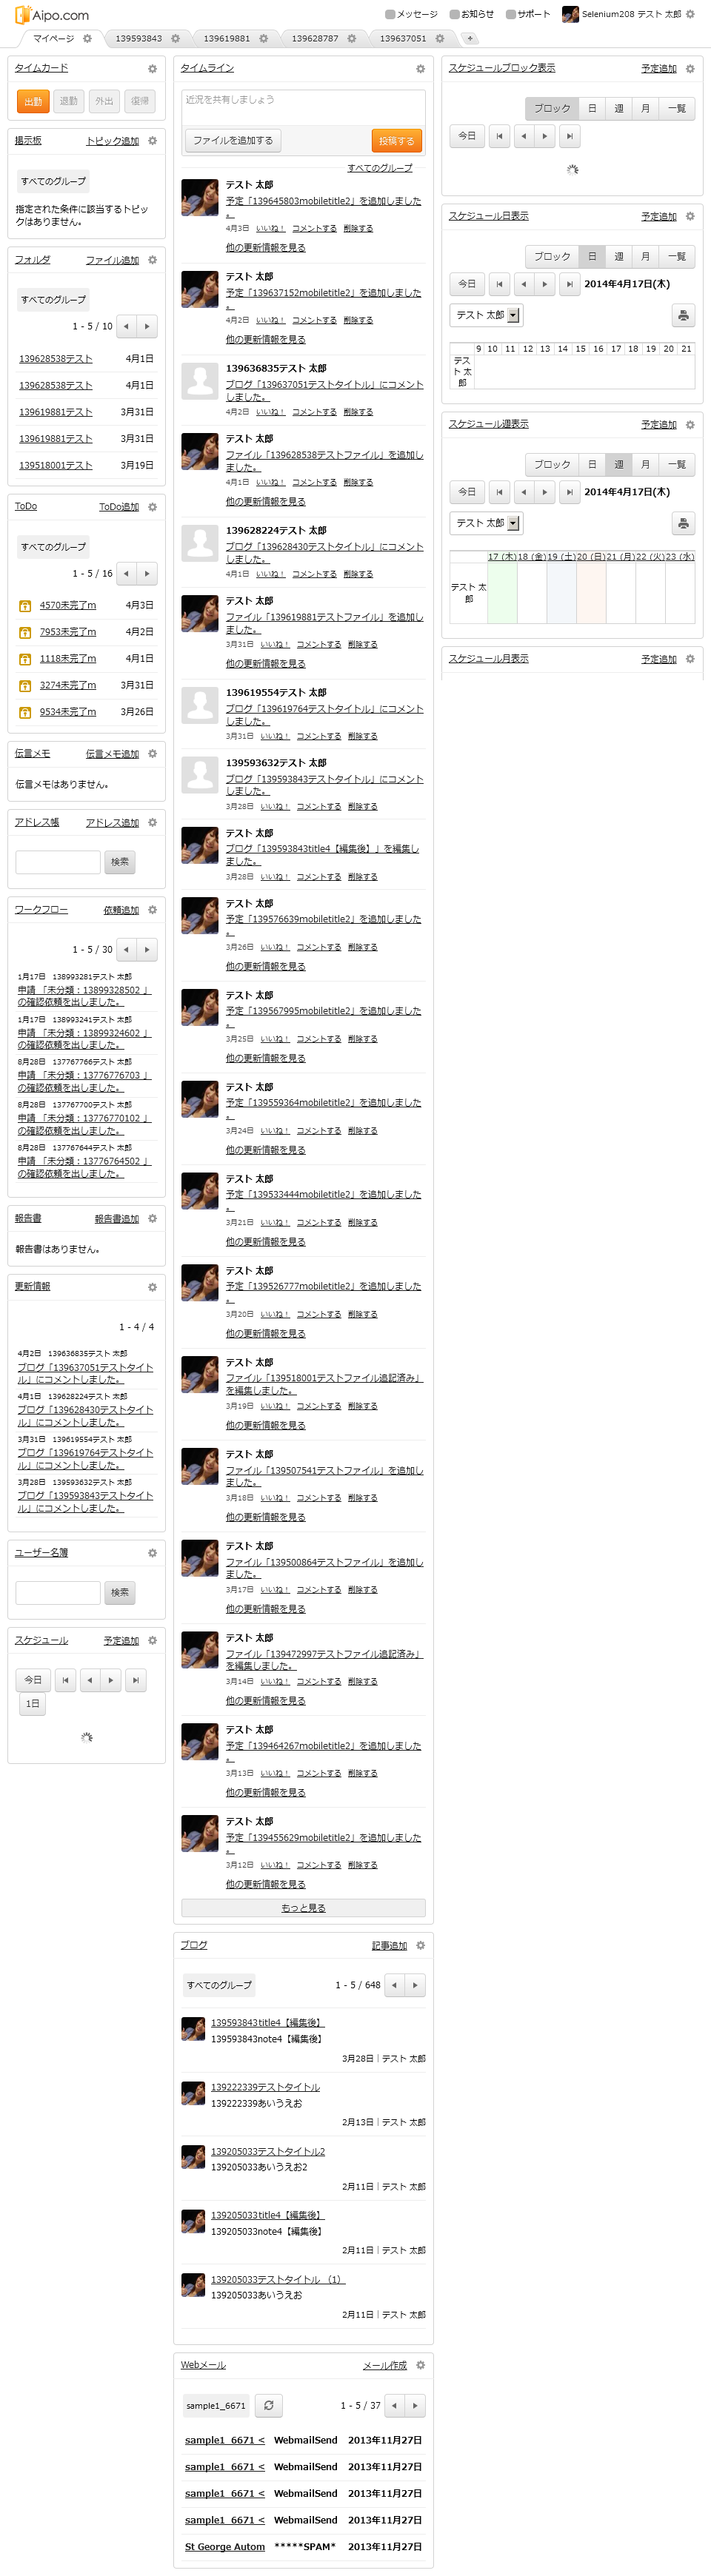 Aipo.com
メッセージ お知らせ サポート Selenium208 テスト 太郎
マイページ 139593843 139619881 139628787 139637051
タイムカード
出勤 退勤 外出 復帰
掲示板 トピック追加
すべてのグループ
指定された条件に該当するトピッ
クはありません。
フォルダ ファイル追加
すべてのグループ
1 - 5 / 10
139628538テスト 4月1日
139628538テスト 4月1日
139619881テスト 3月31日
139619881テスト 3月31日
139518001テスト 3月19日
ToDo ToDo追加
すべてのグループ
1 - 5 / 16
4570未完了m 4月3日
7953未完了m 4月2日
1118未完了m 4月1日
3274未完了m 3月31日
9534未完了m 3月26日
伝言メモ 伝言メモ追加
伝言メモはありません。
アドレス帳 アドレス追加
検索
ワークフロー 依頼追加
1 - 5 / 30
1月17日 138993281テスト 太郎
申請 「未分類：13899328502 」
の確認依頼を出しました。
1月17日 138993241テスト 太郎
申請 「未分類：13899324602 」
の確認依頼を出しました。
8月28日 137767766テスト 太郎
申請 「未分類：13776776703 」
の確認依頼を出しました。
8月28日 137767700テスト 太郎
申請 「未分類：13776770102 」
の確認依頼を出しました。
8月28日 137767644テスト 太郎
申請 「未分類：13776764502 」
の確認依頼を出しました。
報告書 報告書追加
報告書はありません。
更新情報
1 - 4 / 4
4月2日 139636835テスト 太郎
ブログ「139637051テストタイト
ル」にコメントしました。
4月1日 139628224テスト 太郎
ブログ「139628430テストタイト
ル」にコメントしました。
3月31日 139619554テスト 太郎
ブログ「139619764テストタイト
ル」にコメントしました。
3月28日 139593632テスト 太郎
ブログ「139593843テストタイト
ル」にコメントしました。
ユーザー名簿
検索
スケジュール 予定追加
今日
1日
タイムライン
近況を共有しましょう
ファイルを追加する 投稿する
すべてのグループ
テスト 太郎
予定「139645803mobiletitle2」を追加しました
。
4月3日 いいね！ コメントする 削除する
他の更新情報を見る
テスト 太郎
予定「139637152mobiletitle2」を追加しました
。
4月2日 いいね！ コメントする 削除する
他の更新情報を見る
139636835テスト 太郎
ブログ「139637051テストタイトル」にコメント
しました。
4月2日 いいね！ コメントする 削除する
テスト 太郎
ファイル「139628538テストファイル」を追加し
ました。
4月1日 いいね！ コメントする 削除する
他の更新情報を見る
139628224テスト 太郎
ブログ「139628430テストタイトル」にコメント
しました。
4月1日 いいね！ コメントする 削除する
テスト 太郎
ファイル「139619881テストファイル」を追加し
ました。
3月31日 いいね！ コメントする 削除する
他の更新情報を見る
139619554テスト 太郎
ブログ「139619764テストタイトル」にコメント
しました。
3月31日 いいね！ コメントする 削除する
139593632テスト 太郎
ブログ「139593843テストタイトル」にコメント
しました。
3月28日 いいね！ コメントする 削除する
テスト 太郎
ブログ「139593843title4【編集後】」を編集し
ました。
3月28日 いいね！ コメントする 削除する
テスト 太郎
予定「139576639mobiletitle2」を追加しました
。
3月26日 いいね！ コメントする 削除する
他の更新情報を見る
テスト 太郎
予定「139567995mobiletitle2」を追加しました
。
3月25日 いいね！ コメントする 削除する
他の更新情報を見る
テスト 太郎
予定「139559364mobiletitle2」を追加しました
。
3月24日 いいね！ コメントする 削除する
他の更新情報を見る
テスト 太郎
予定「139533444mobiletitle2」を追加しました
。
3月21日 いいね！ コメントする 削除する
他の更新情報を見る
テスト 太郎
予定「139526777mobiletitle2」を追加しました
。
3月20日 いいね！ コメントする 削除する
他の更新情報を見る
テスト 太郎
ファイル「139518001テストファイル追記済み」
を編集しました。
3月19日 いいね！ コメントする 削除する
他の更新情報を見る
テスト 太郎
ファイル「139507541テストファイル」を追加し
ました。
3月18日 いいね！ コメントする 削除する
他の更新情報を見る
テスト 太郎
ファイル「139500864テストファイル」を追加し
ました。
3月17日 いいね！ コメントする 削除する
他の更新情報を見る
テスト 太郎
ファイル「139472997テストファイル追記済み」
を編集しました。
3月14日 いいね！ コメントする 削除する
他の更新情報を見る
テスト 太郎
予定「139464267mobiletitle2」を追加しました
。
3月13日 いいね！ コメントする 削除する
他の更新情報を見る
テスト 太郎
予定「139455629mobiletitle2」を追加しました
。
3月12日 いいね！ コメントする 削除する
他の更新情報を見る
もっと見る
ブログ 記事追加
すべてのグループ 1 - 5 / 648
139593843title4【編集後】
139593843note4【編集後】
3月28日｜テスト 太郎
139222339テストタイトル
139222339あいうえお
2月13日｜テスト 太郎
139205033テストタイトル2
139205033あいうえお2
2月11日｜テスト 太郎
139205033title4【編集後】
139205033note4【編集後】
2月11日｜テスト 太郎
139205033テストタイトル （1）
139205033あいうえお
2月11日｜テスト 太郎
Webメール メール作成
sample1_6671 1 - 5 / 37
sample1_6671 < WebmailSend 2013年11月27日
sample1_6671 < WebmailSend 2013年11月27日
sample1_6671 < WebmailSend 2013年11月27日
sample1_6671 < WebmailSend 2013年11月27日
St George Autom *****SPAM* 2013年11月27日
スケジュールブロック表示 予定追加
ブロック 日 週 月 一覧
今日
スケジュール日表示 予定追加
ブロック 日 週 月 一覧
今日 2014年4月17日(木)
テスト 太郎
9 10 11 12 13 14 15 16 17 18 19 20 21
テス
ト 太
郎
スケジュール週表示 予定追加
ブロック 日 週 月 一覧
今日 2014年4月17日(木)
テスト 太郎
17 (木) 18 (金) 19 (土) 20 (日) 21 (月) 22 (火) 23 (水)
テスト 太
郎
スケジュール月表示 予定追加